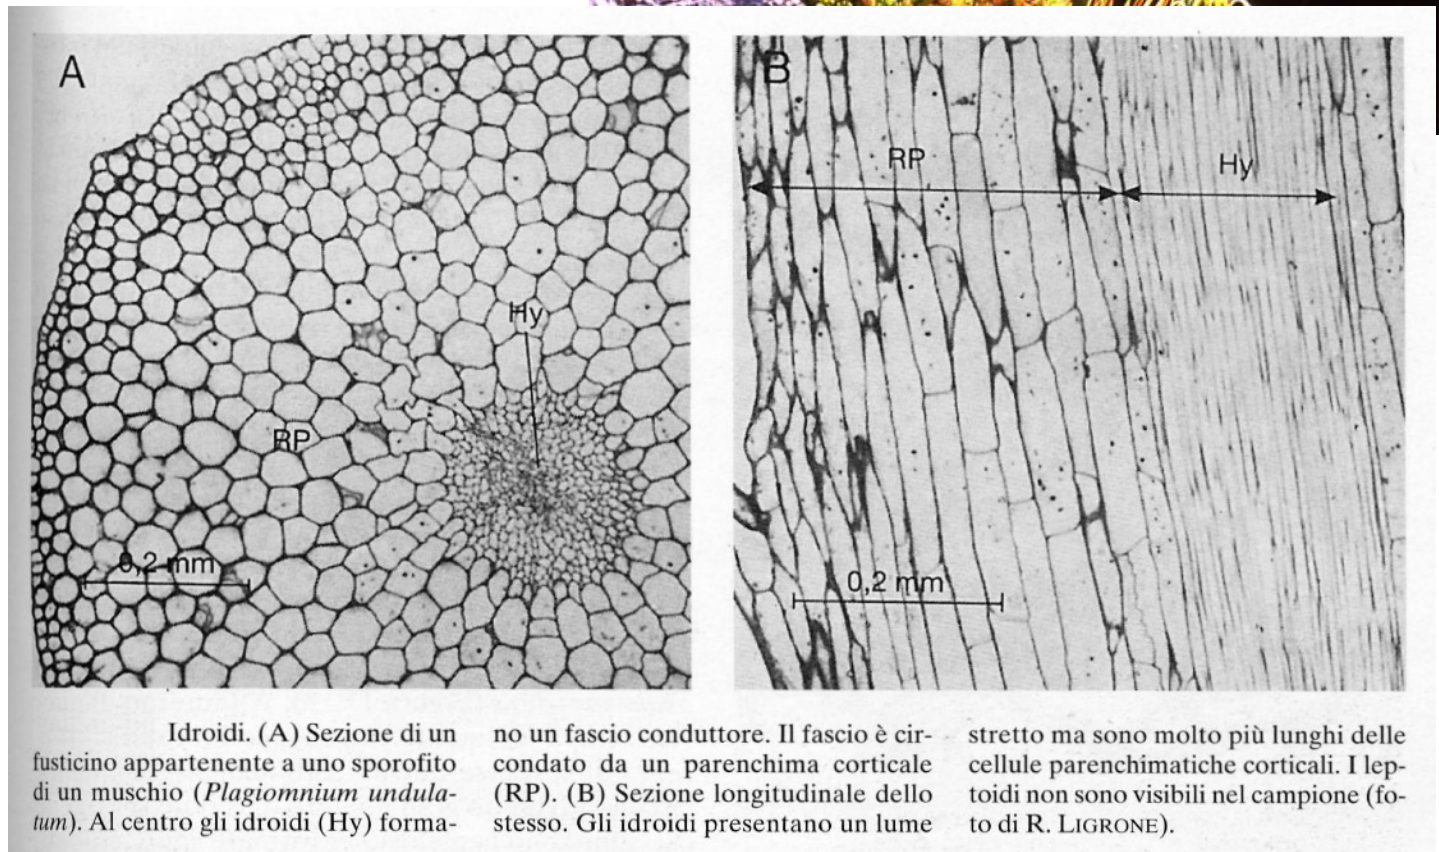 A
Hy
RP
0,2 mm
B
RP
Hy
0,2 mm
Idroidi. (A) Sezione di un
fusticino appartenente a uno sporofito
di un muschio (Plagiomnium undula-
tum). Al centro gli idroidi (Hy) forma-
no un fascio conduttore. Il fascio è cir-
condato da un parenchima corticale
(RP). (B) Sezione longitudinale dello
stesso. Gli idroidi presentano un lume
stretto ma sono molto più lunghi delle
cellule parenchimatiche corticali. I lep-
toidi non sono visibili nel campione (fo-
to di R. LIGRONE).